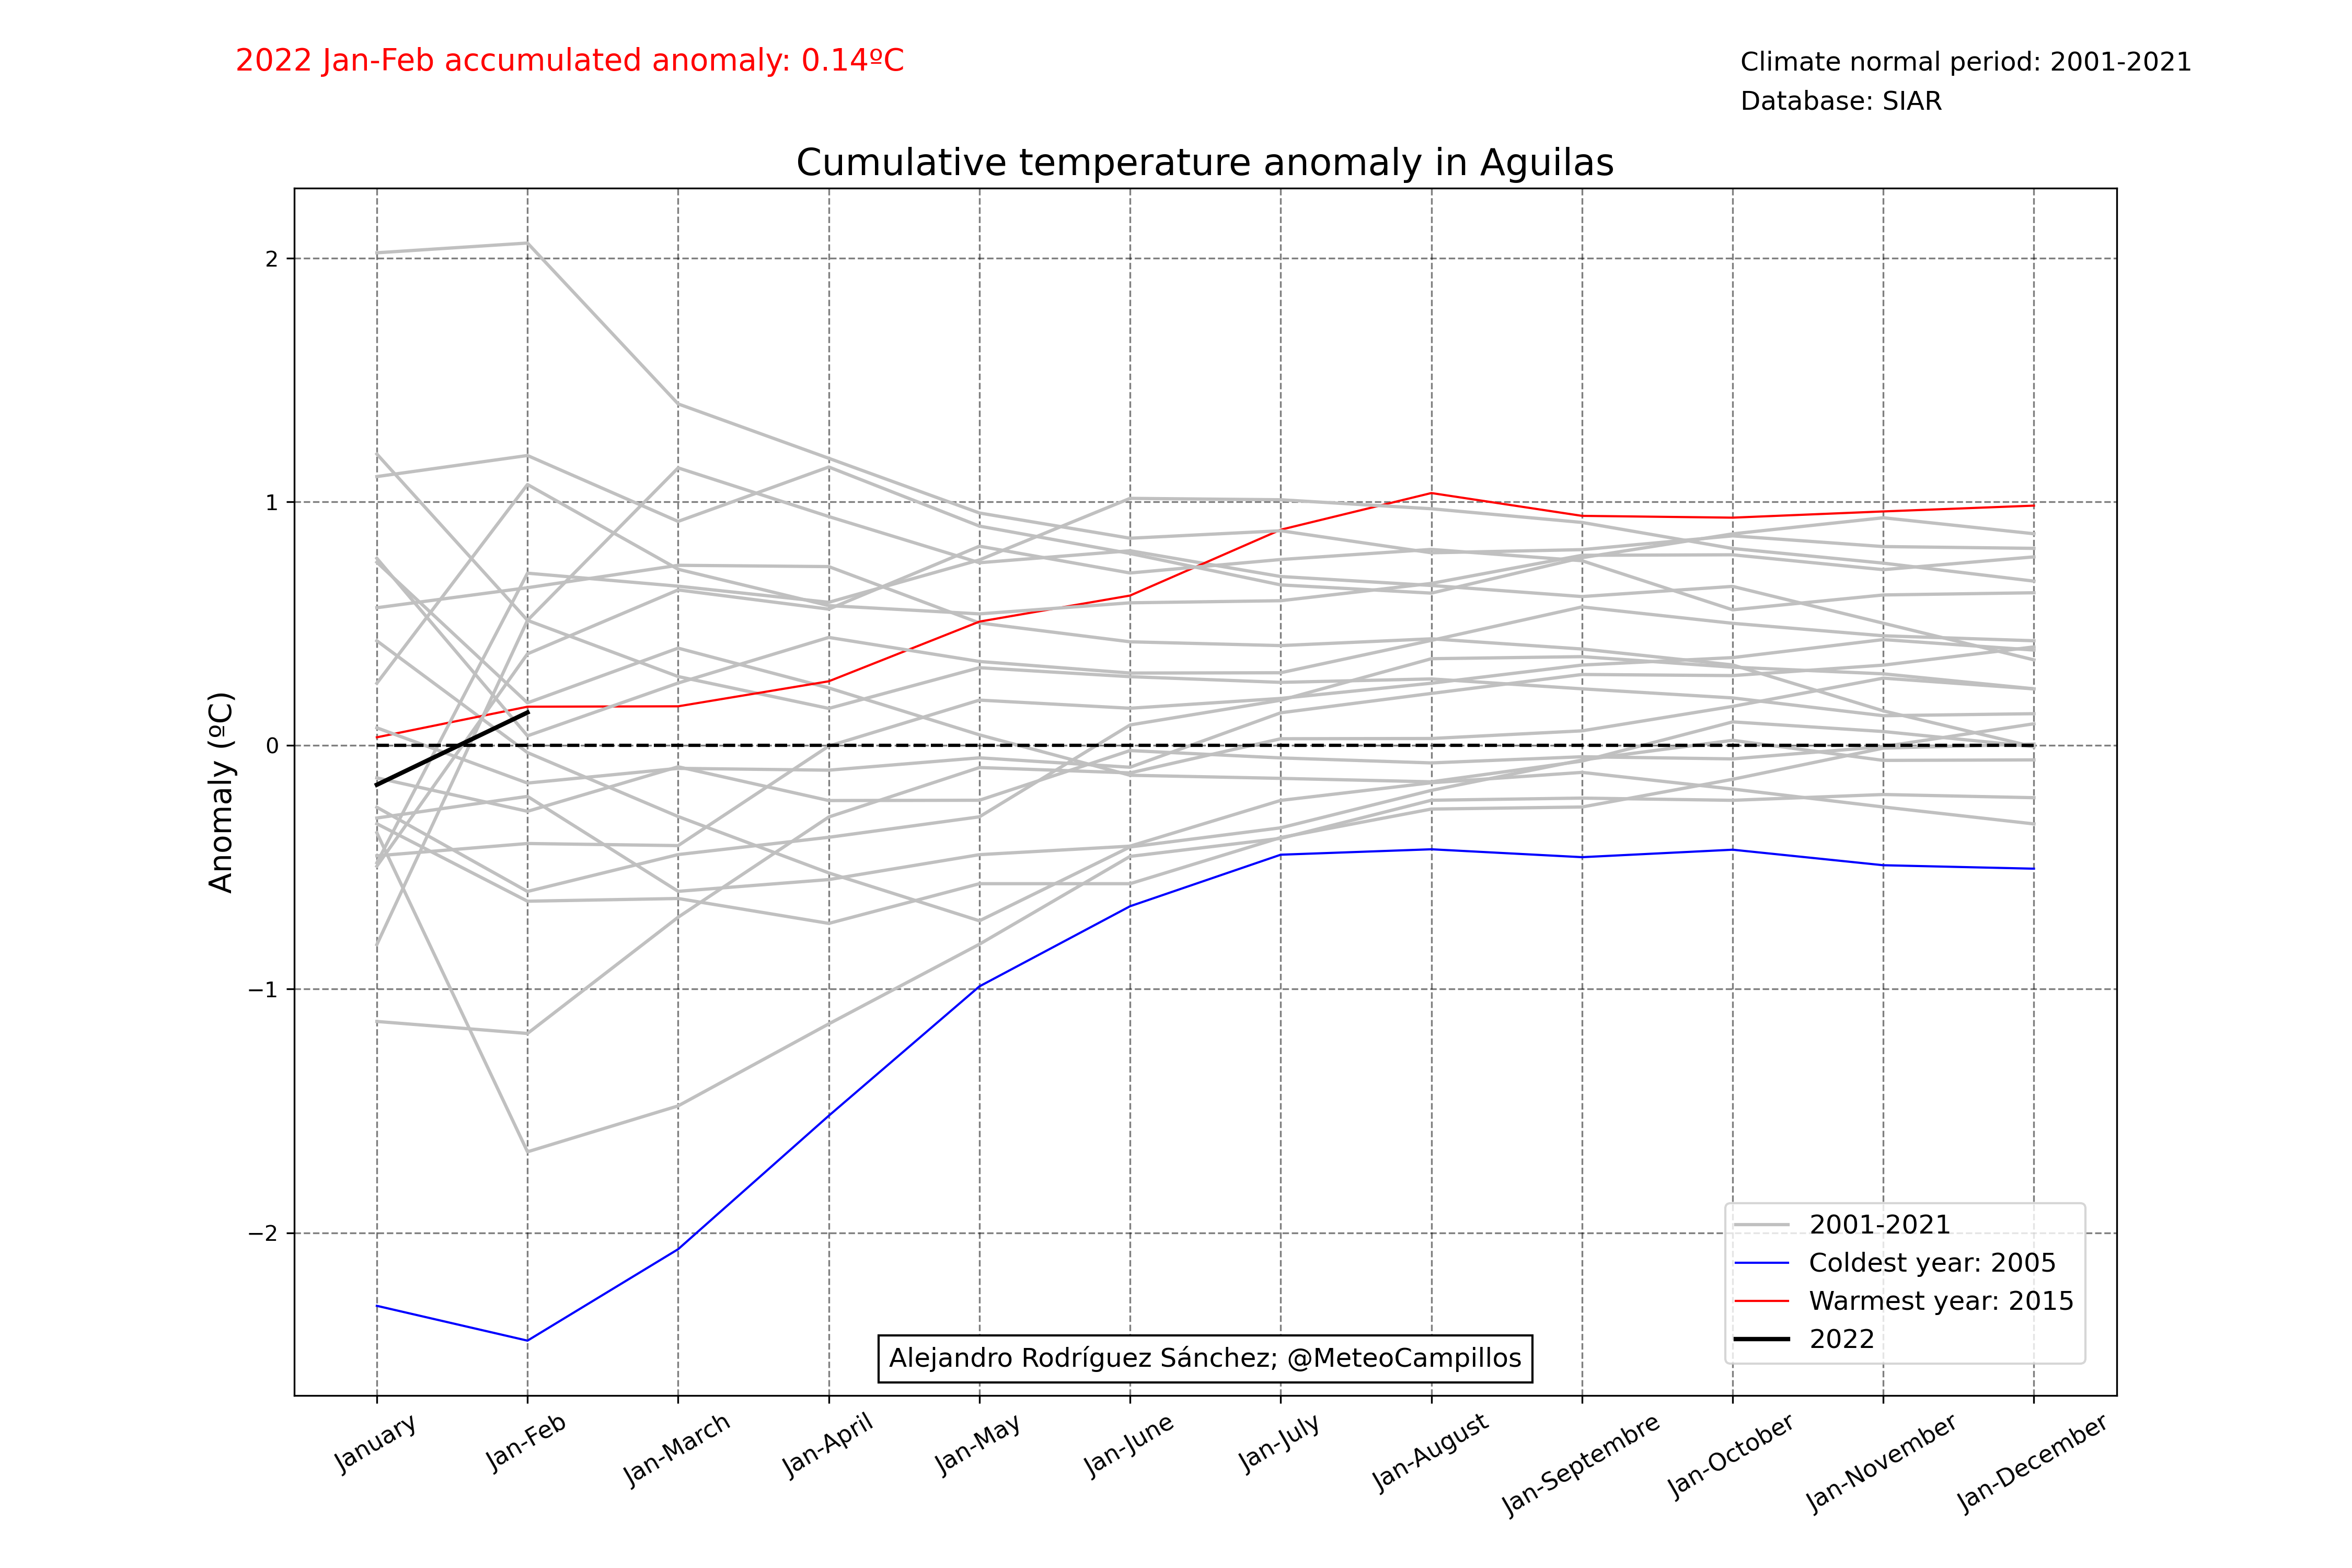 2022 Jan-Feb accumulated anomaly: 0.14ºC
Climate normal period: 2001-2021
Database: SIAR
Cumulative temperature anomaly in Aguilas
Anomaly (ºC)
2
1
0
−1
−2
2001-2021
Coldest year: 2005
Warmest year: 2015
2022
Alejandro Rodríguez Sánchez; @MeteoCampillos
January
Jan-Feb
Jan-March
Jan-April
Jan-May
Jan-June
Jan-July
Jan-August
Jan-Septembre
Jan-October
Jan-November
Jan-December